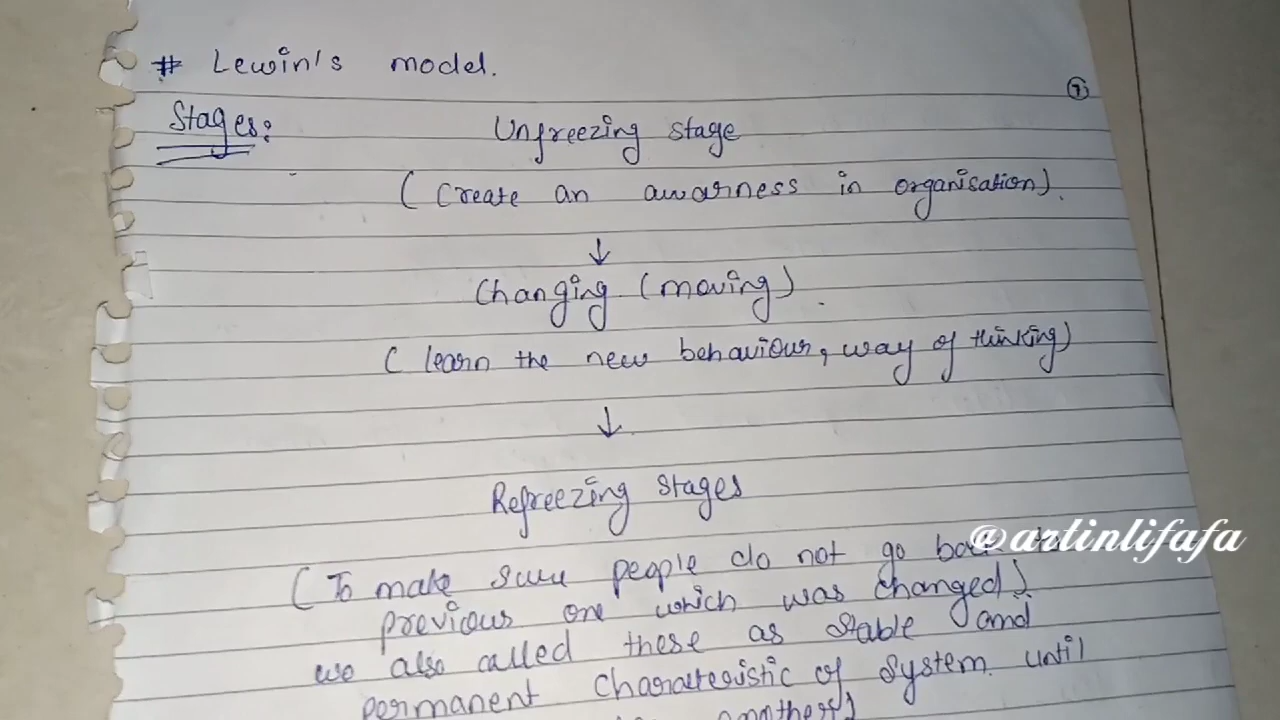 # Lewin's model.
7
Stages: Unfreezing stage
(Create an awarness in organisation).
↓
Changing (moving).
(learn the new behaviour, way of thinking)
↓
Refreezing stages
@artinlifafa
(To make sure people do not go back
previous one which was changed).
we also called these as stable and
permanent characteristic of system until
another)